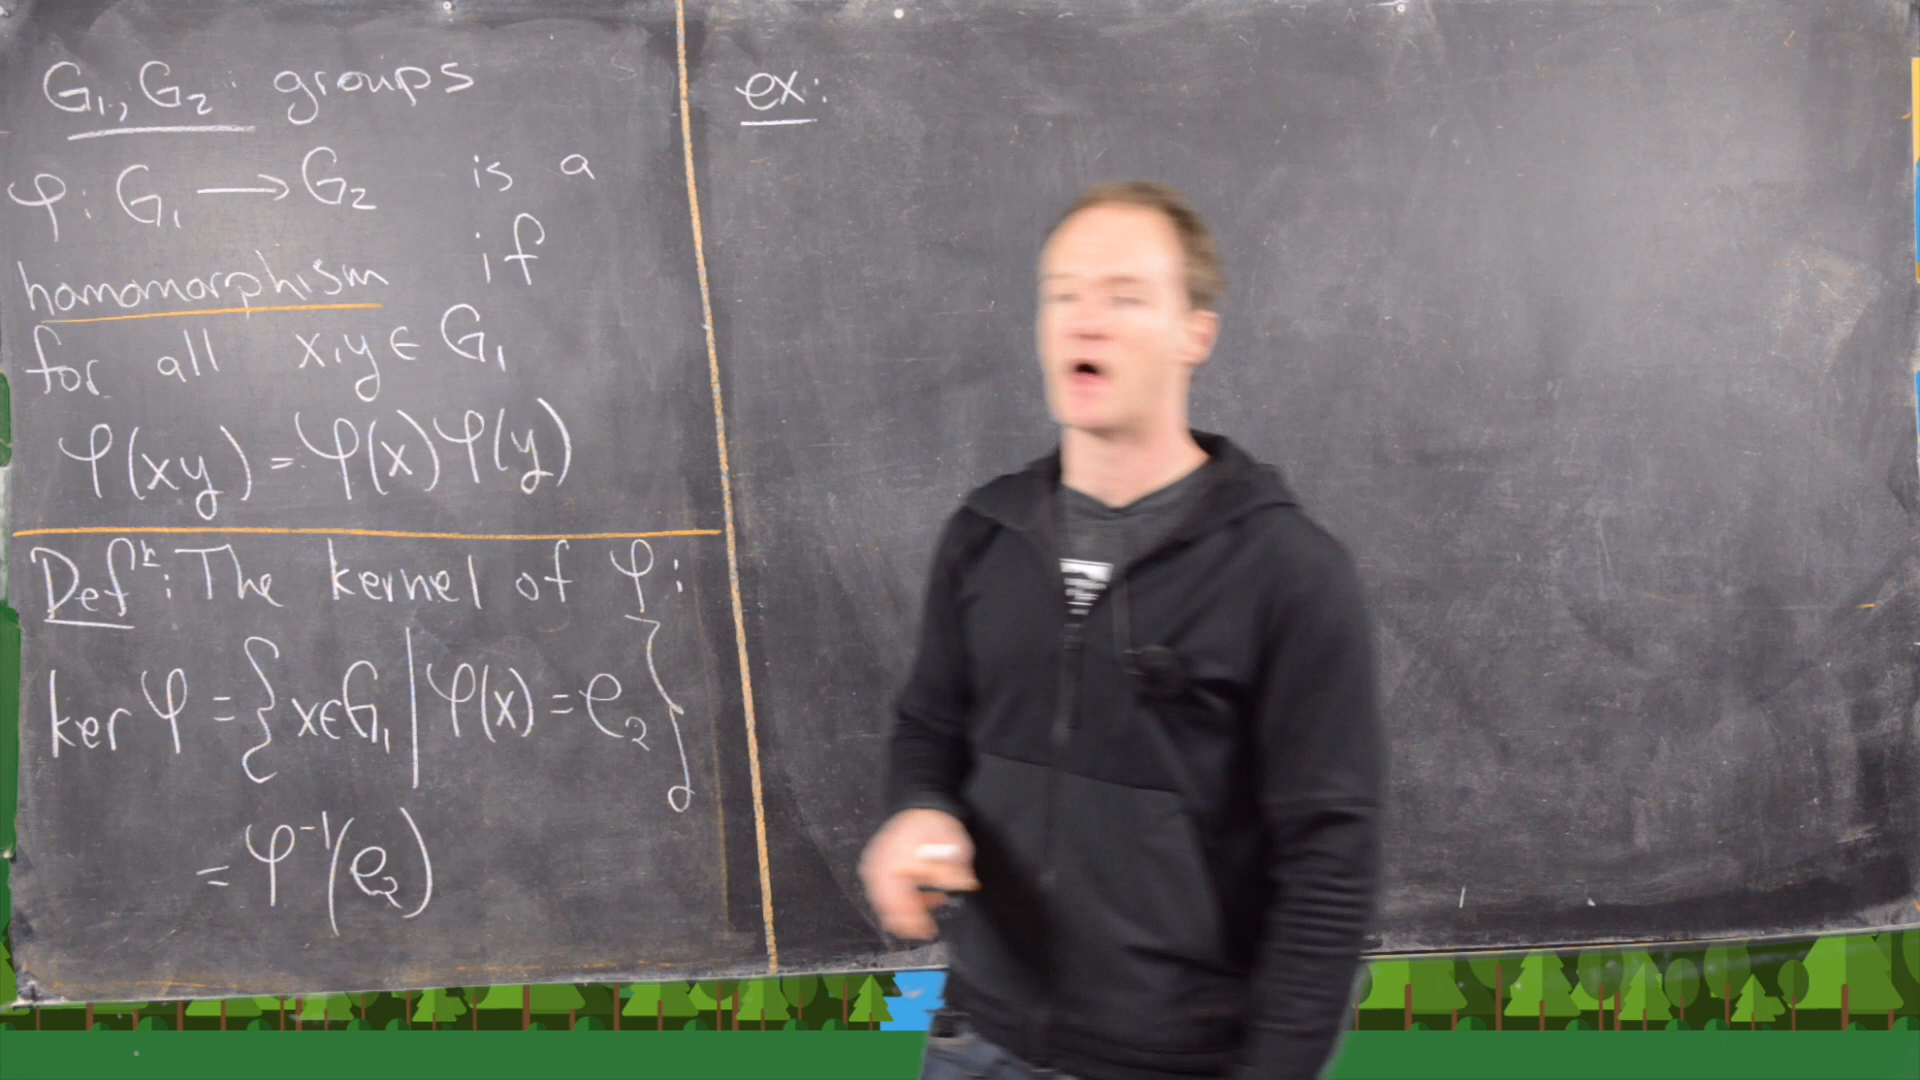 G₁, G₂ groups
φ: G₁ → G₂ is a
homomorphism if
for all x,y ∈ G₁
φ(xy) = φ(x)φ(y)
Defⁿ: The kernel of φ:
ker φ = {x∈G₁ | φ(x) = e₂}
= φ⁻¹(e₂)
ex: